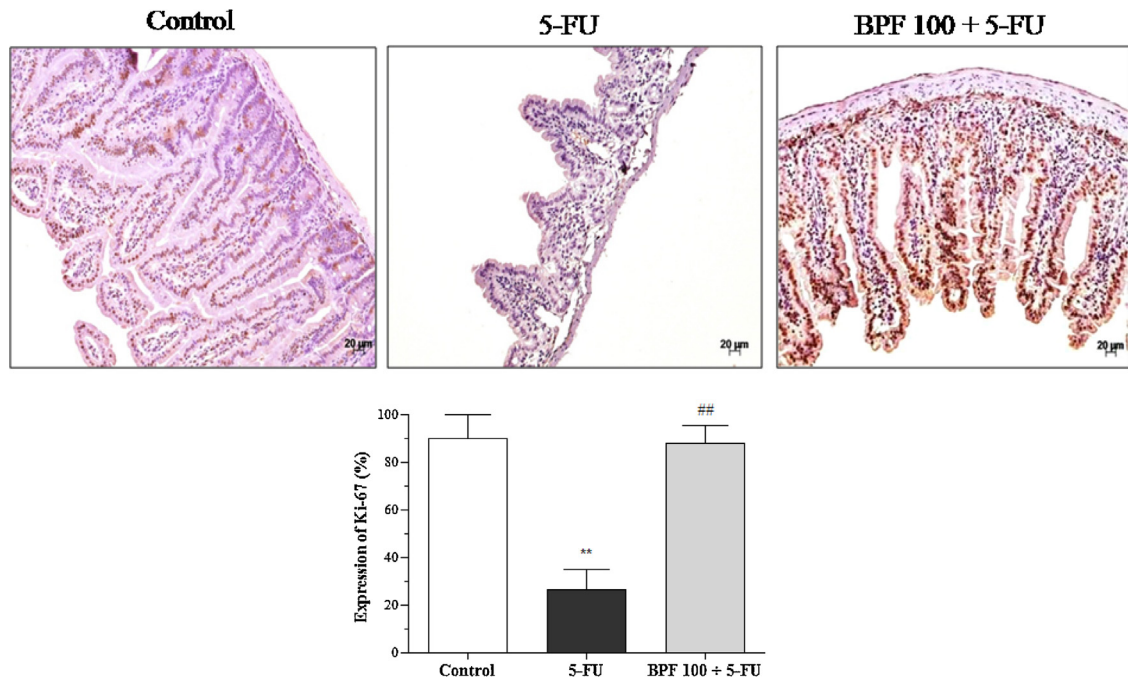 Control
5-FU
BPF 100 + 5-FU
20 µm
20 µm
20 µm
Expression of Ki-67 (%)
100
80
60
40
20
0
**
##
Control
5-FU
BPF 100 + 5-FU